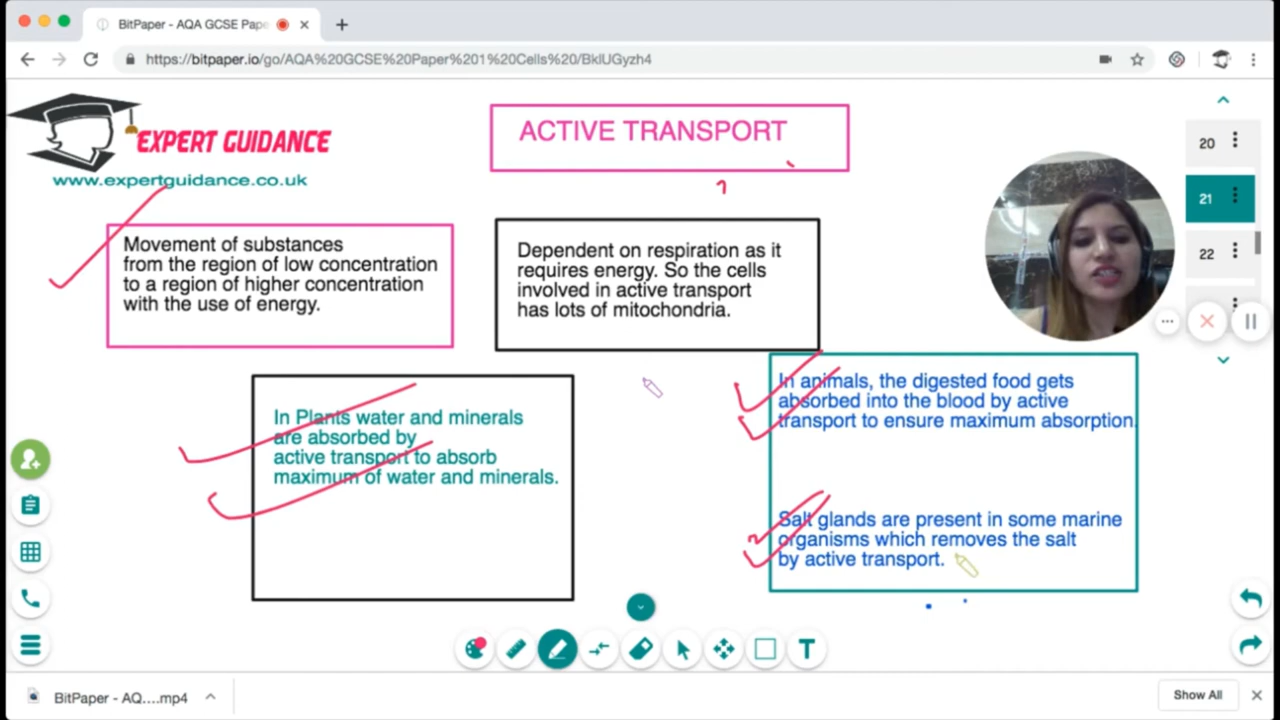 BitPaper - AQA GCSE Pape
https://bitpaper.io/go/AQA%20GCSE%20Paper%201%20Cells%20/BklUGyzh4
EXPERT GUIDANCE
www.expertguidance.co.uk
ACTIVE TRANSPORT
20
21
22
Movement of substances
from the region of low concentration
to a region of higher concentration
with the use of energy.
Dependent on respiration as it
requires energy. So the cells
involved in active transport
has lots of mitochondria.
In Plants water and minerals
are absorbed by
active transport to absorb
maximum of water and minerals.
In animals, the digested food gets
absorbed into the blood by active
transport to ensure maximum absorption.
Salt glands are present in some marine
organisms which removes the salt
by active transport.
T
BitPaper - AQ....mp4
Show All